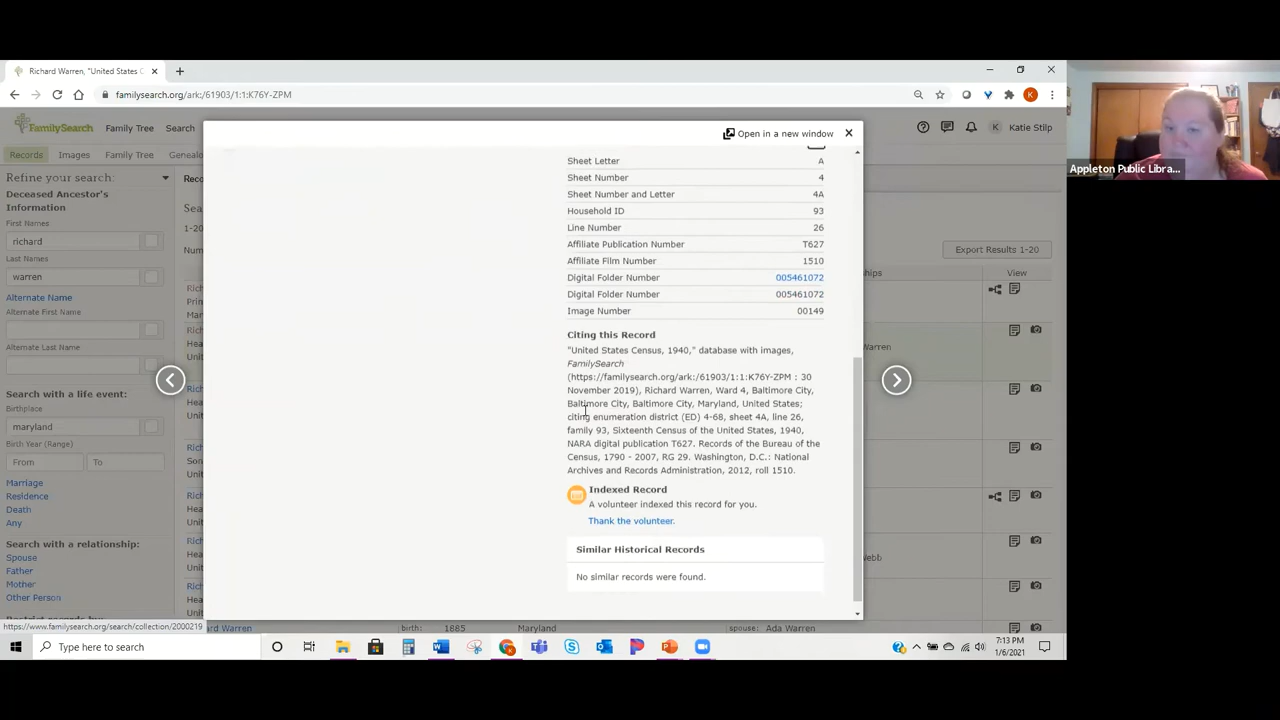 Richard Warren, "United States C
familysearch.org/ark:/61903/1:1:K76Y-ZPM
K
FamilySearch
Family Tree
Search
K
Katie Stilp
Appleton Public Libra...
Records
Images
Family Tree
Genealo
Open in a new window
Refine your search:
Deceased Ancestor's
Information
First Names
richard
Last Names
warren
Alternate Name
Alternate First Name
Alternate Last Name
Search with a life event:
Birthplace
maryland
Birth Year (Range)
From
To
Marriage
Residence
Death
Any
Search with a relationship:
Spouse
Father
Mother
Other Person
Sheet Letter A
Sheet Number 4
Sheet Number and Letter 4A
Household ID 93
Line Number 26
Affiliate Publication Number T627
Affiliate Film Number 1510
Digital Folder Number 005461072
Digital Folder Number 005461072
Image Number 00149
Citing this Record
"United States Census, 1940," database with images,
FamilySearch
(https://familysearch.org/ark:/61903/1:1:K76Y-ZPM : 30
November 2019), Richard Warren, Ward 4, Baltimore City,
Baltimore City, Baltimore City, Maryland, United States;
citing enumeration district (ED) 4-68, sheet 4A, line 26,
family 93, Sixteenth Census of the United States, 1940,
NARA digital publication T627. Records of the Bureau of the
Census, 1790 - 2007, RG 29. Washington, D.C.: National
Archives and Records Administration, 2012, roll 1510.
Indexed Record
A volunteer indexed this record for you.
Thank the volunteer.
Similar Historical Records
No similar records were found.
Export Results 1-20
View
Warren
Webb
https://www.familysearch.org/search/collection/2000219
ard Warren
birth: 1885 Maryland
spouse: Ada Warren
Type here to search
7:13 PM
1/6/2021